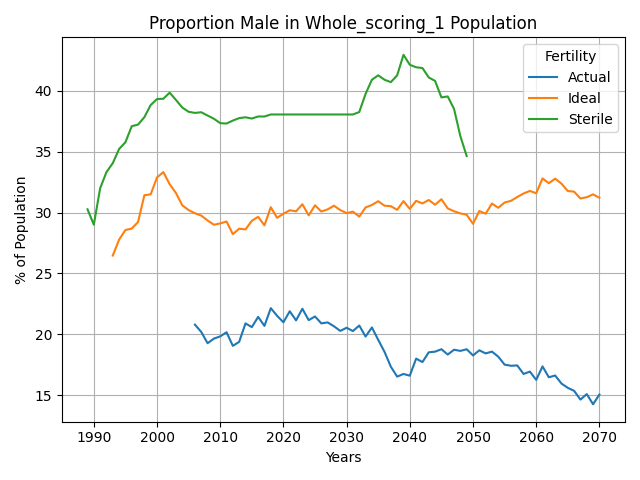 Proportion Male in Whole_scoring_1 Population
Fertility
Actual
Ideal
Sterile
% of Population
40
35
30
25
20
15
1990 2000 2010 2020 2030 2040 2050 2060 2070
Years